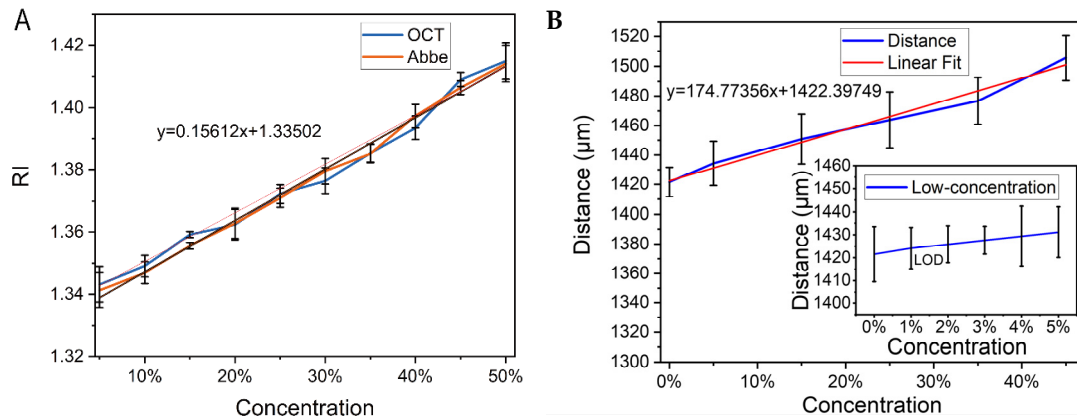 A
OCT
Abbe
y=0.15612x+1.33502
RI
1.42
1.40
1.38
1.36
1.34
1.32
10%
20%
30%
40%
50%
Concentration
B
Distance
Linear Fit
y=174.77356x+1422.39749
Distance (μm)
1520
1500
1480
1460
1440
1420
1400
1380
1360
1340
1320
1300
0%
10%
20%
30%
40%
Concentration
Low-concentration
LOD
Distance (μm)
1460
1450
1440
1430
1420
1410
1400
0%
1%
2%
3%
4%
5%
Concentration